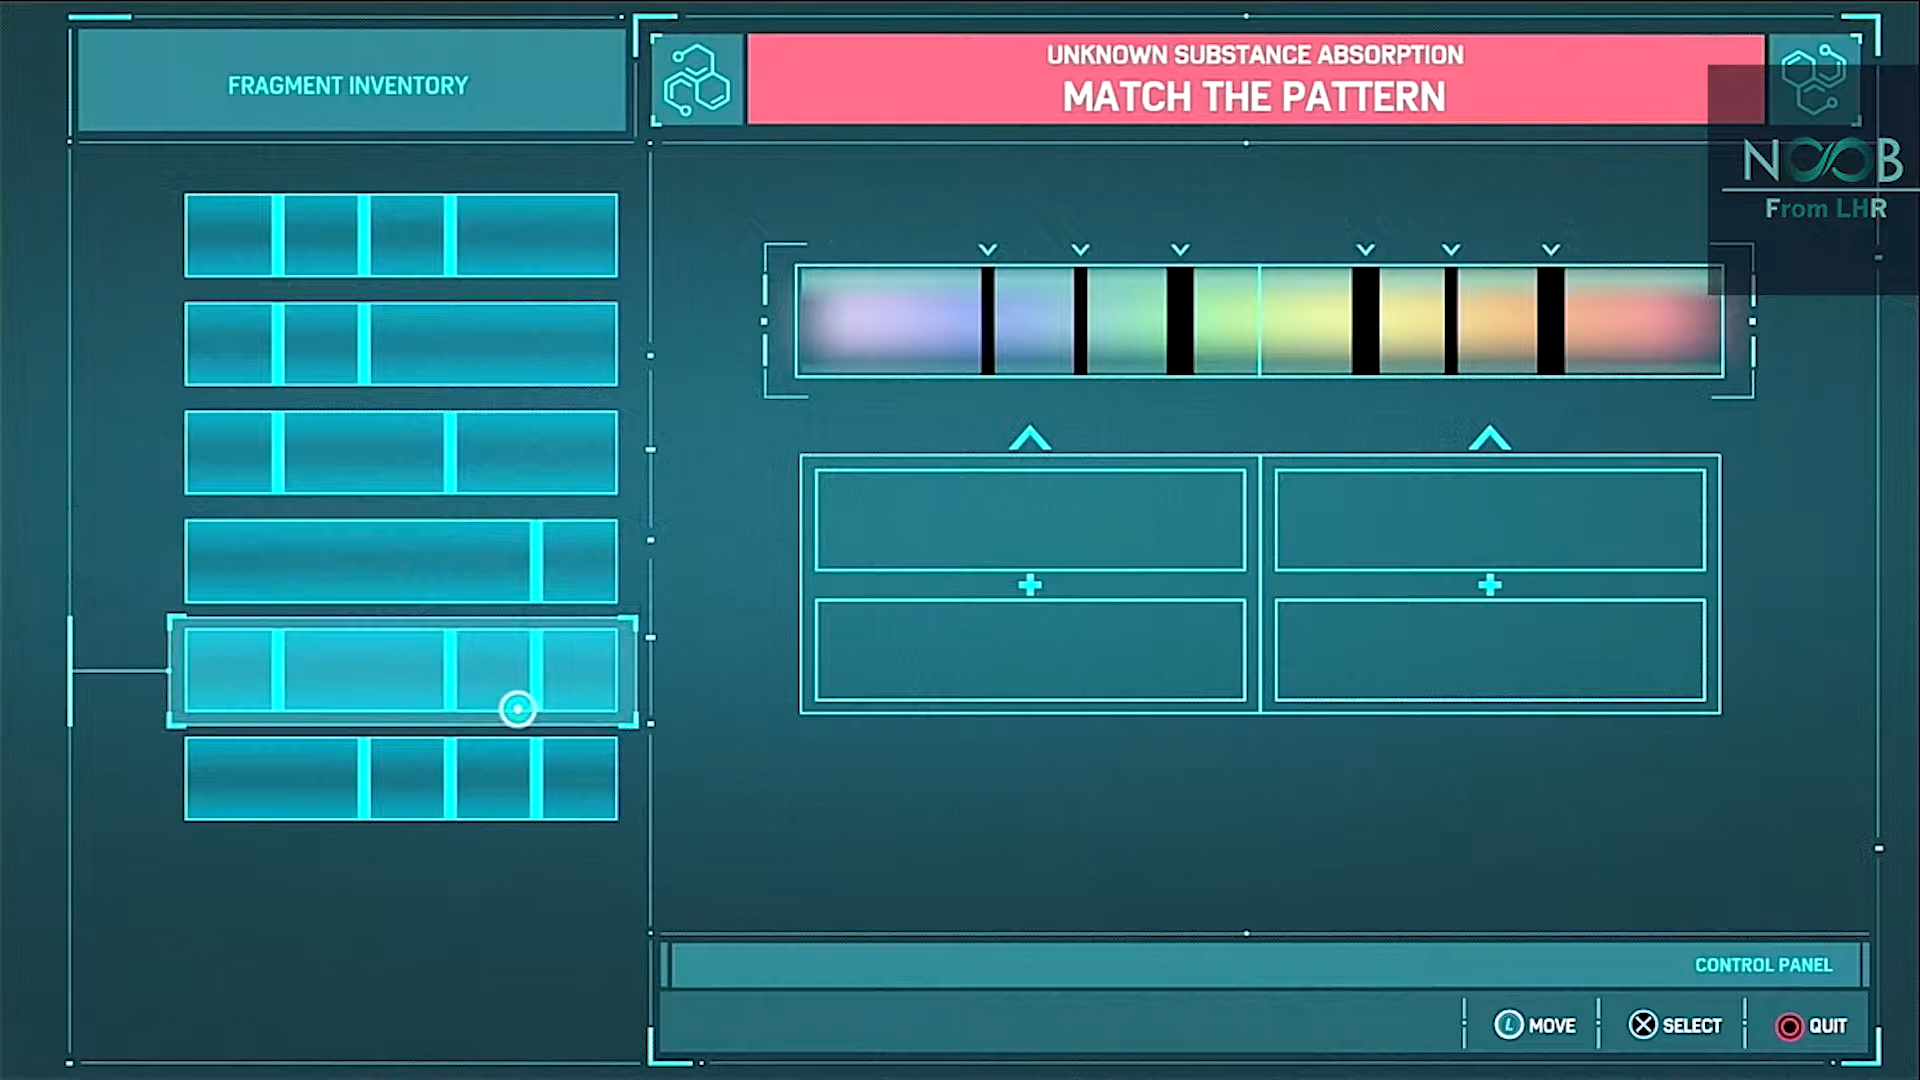 FRAGMENT INVENTORY
UNKNOWN SUBSTANCE ABSORPTION
MATCH THE PATTERN
NOOB
From LHR
CONTROL PANEL
L MOVE
SELECT
QUIT